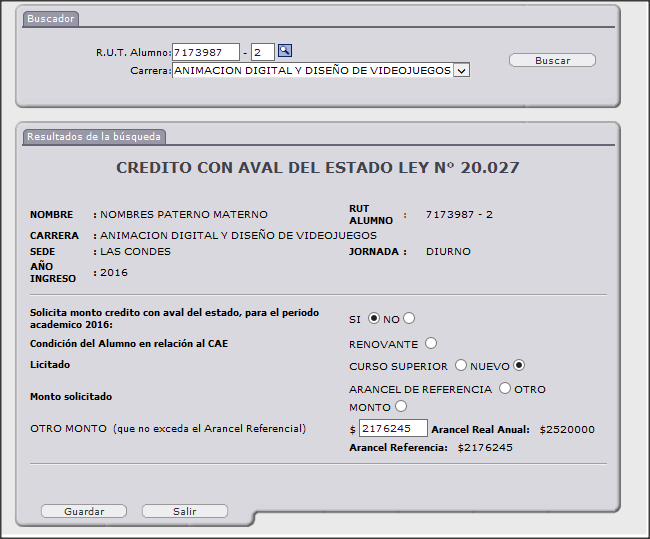 Buscador
R.U.T. Alumno: 7173987 - 2
Carrera: ANIMACION DIGITAL Y DISEÑO DE VIDEOJUEGOS
Buscar
Resultados de la búsqueda
CREDITO CON AVAL DEL ESTADO LEY N° 20.027
NOMBRE : NOMBRES PATERNO MATERNO RUT ALUMNO : 7173987 - 2
CARRERA : ANIMACION DIGITAL Y DISEÑO DE VIDEOJUEGOS
SEDE : LAS CONDES JORNADA : DIURNO
AÑO INGRESO : 2016
Solicita monto credito con aval del estado, para el periodo
academico 2016: SI NO
Condición del Alumno en relación al CAE RENOVANTE
Licitado CURSO SUPERIOR NUEVO
Monto solicitado ARANCEL DE REFERENCIA OTRO
MONTO
OTRO MONTO (que no exceda el Arancel Referencial) $ 2176245 Arancel Real Anual: $2520000
Arancel Referencia: $2176245
Guardar Salir